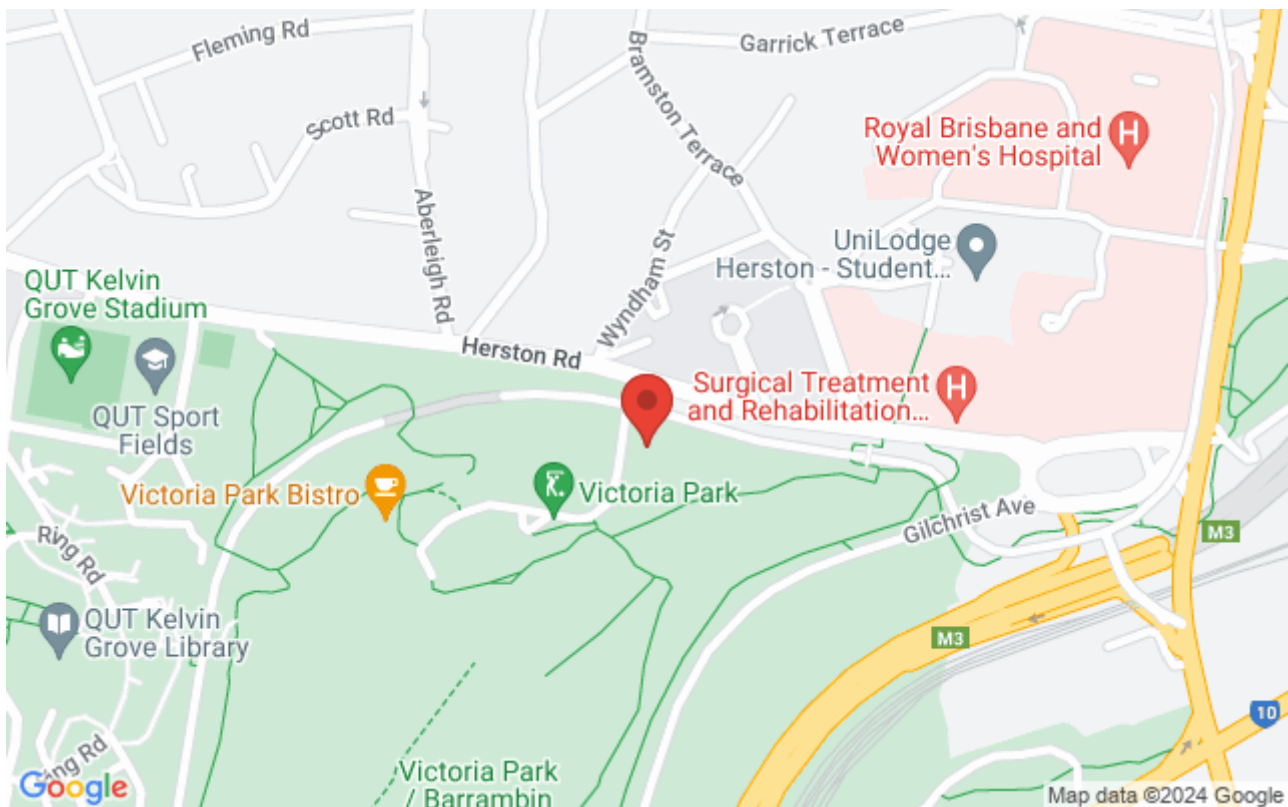 Fleming Rd
Garrick Terrace
Bramston Terrace
Scott Rd
Royal Brisbane and
Women's Hospital
H
Aberleigh Rd
Wyndham St
UniLodge
Herston - Student...
QUT Kelvin
Grove Stadium
Herston Rd
QUT Sport
Fields
Surgical Treatment
and Rehabilitation...
H
Victoria Park Bistro
Victoria Park
Gilchrist Ave
Ring Rd
M3
QUT Kelvin
Grove Library
M3
10
Ring Rd
Victoria Park
/ Barrambin
Google
Map data ©2024 Google